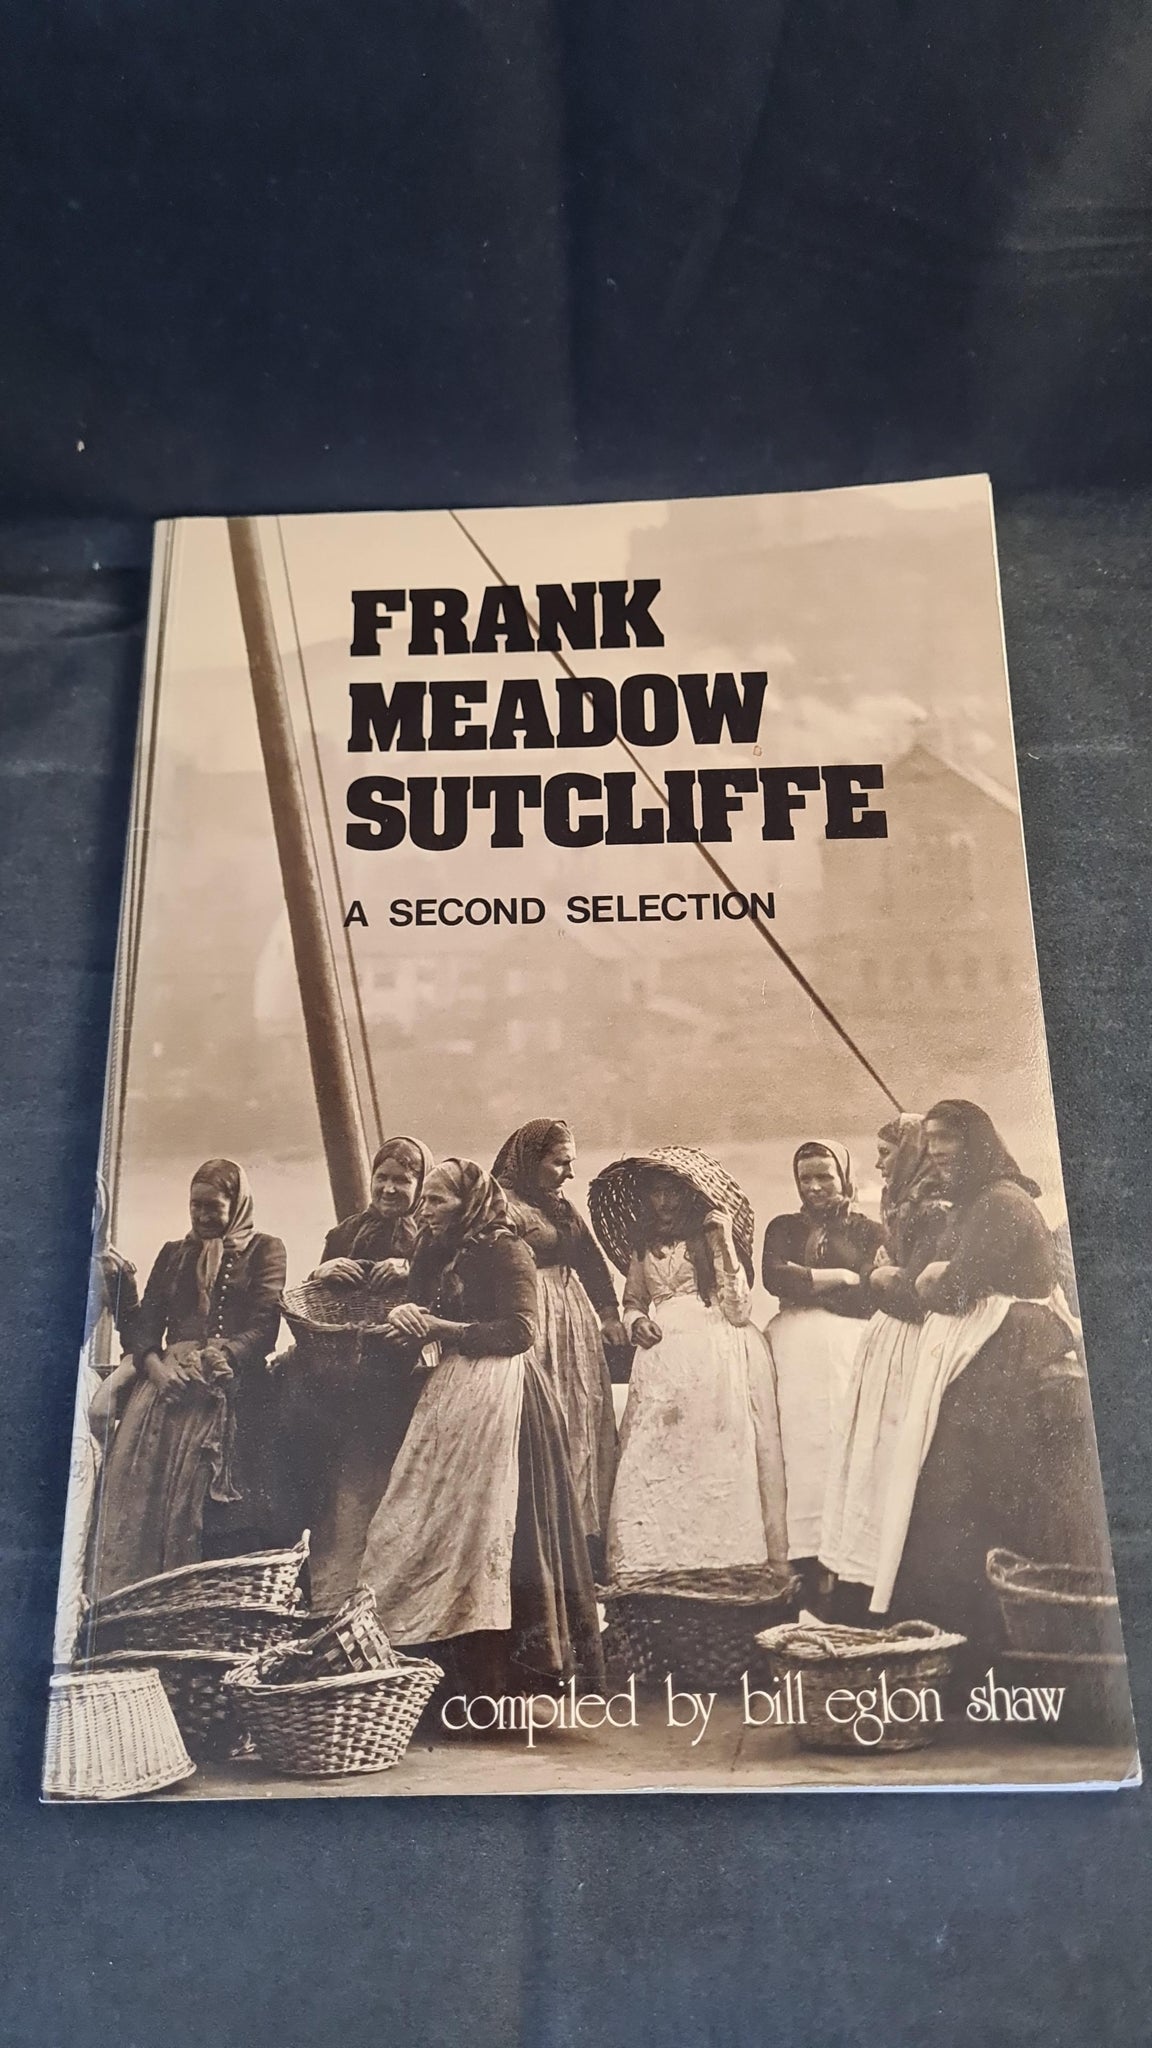 FRANK
MEADOW
SUTCLIFFE
A SECOND SELECTION
compiled by bill eglon shaw